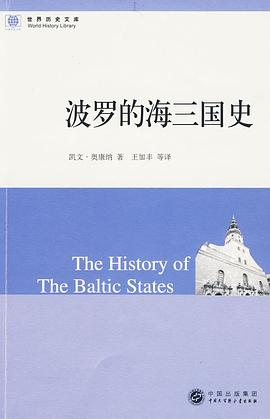 世界历史文库
World History Library
波罗的海三国史
凯文·奥康纳 著 王加丰 等译
The History of
The Baltic States
中国出版集团
中国大百科全书出版社